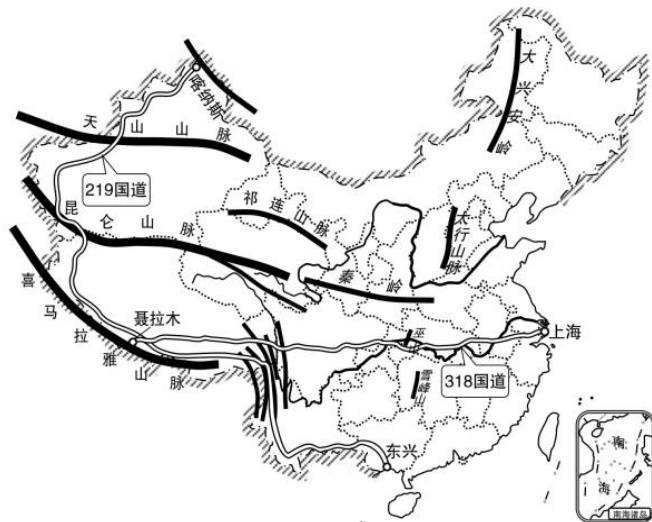 大兴安岭
喀纳斯
天山山脉
219国道
昆仑山脉
祁连山脉
太行山脉
秦岭
喜马拉雅山脉
聂拉木
巫
上海
318国道
雪峰山
东兴
南海
南海诸岛